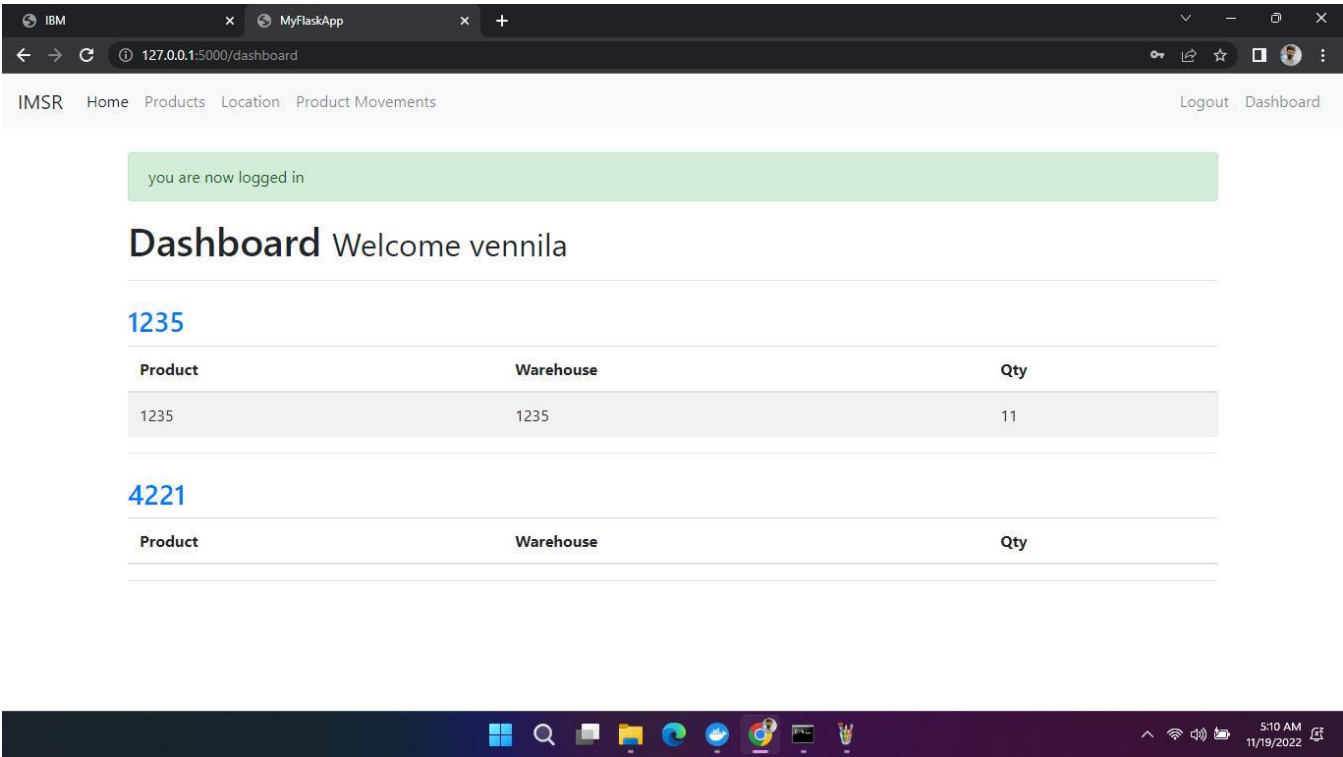 IBM MyFlaskApp
127.0.0.1:5000/dashboard
IMSR Home Products Location Product Movements Logout Dashboard
you are now logged in
Dashboard Welcome vennila
1235
Product Warehouse Qty
1235 1235 11
4221
Product Warehouse Qty
5:10 AM
11/19/2022